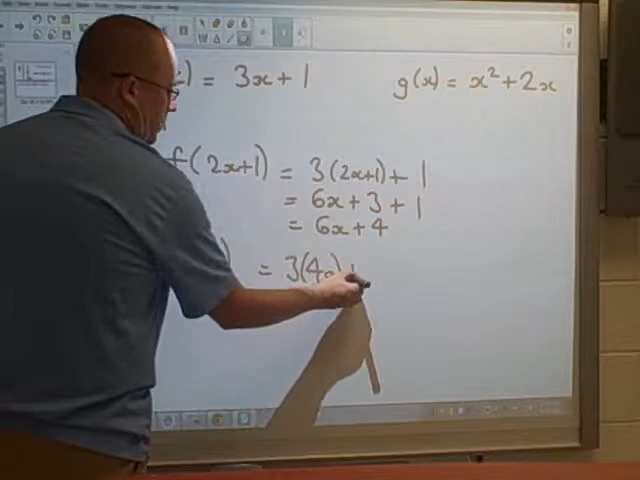 ) = 3x + 1
g(x) = x² + 2x
f(2x+1) = 3(2x+1) + 1
= 6x + 3 + 1
= 6x + 4
) = 3(4a) +